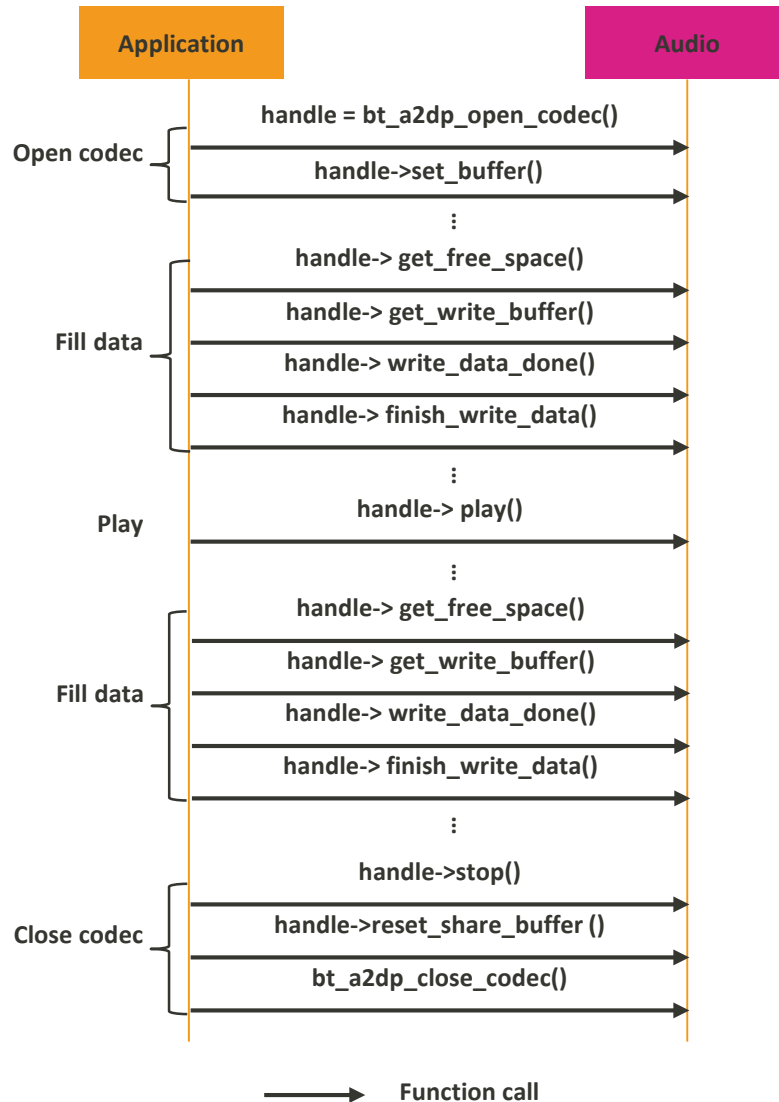 Application
Audio
handle = bt_a2dp_open_codec()
Open codec
handle->set_buffer()
handle-> get_free_space()
handle-> get_write_buffer()
Fill data
handle-> write_data_done()
handle-> finish_write_data()
handle-> play()
Play
handle-> get_free_space()
handle-> get_write_buffer()
Fill data
handle-> write_data_done()
handle-> finish_write_data()
handle->stop()
handle->reset_share_buffer ()
Close codec
bt_a2dp_close_codec()
Function call